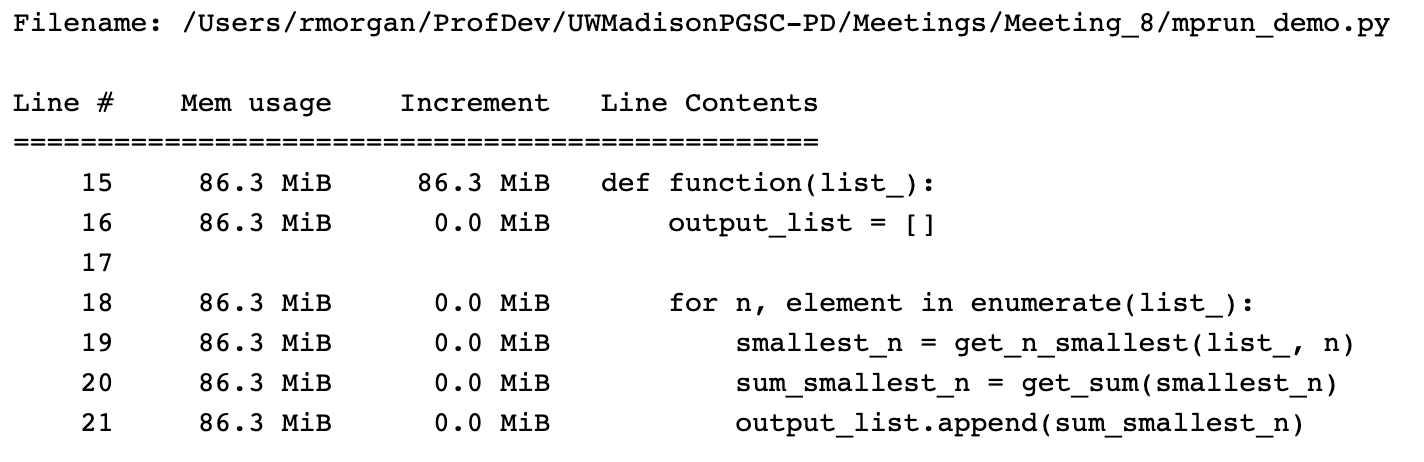 Filename: /Users/rmorgan/ProfDev/UWMadisonPGSC-PD/Meetings/Meeting_8/mprun_demo.py
Line #    Mem usage    Increment   Line Contents
================================================
    15     86.3 MiB     86.3 MiB   def function(list_):
    16     86.3 MiB      0.0 MiB       output_list = []
    17
    18     86.3 MiB      0.0 MiB       for n, element in enumerate(list_):
    19     86.3 MiB      0.0 MiB           smallest_n = get_n_smallest(list_, n)
    20     86.3 MiB      0.0 MiB           sum_smallest_n = get_sum(smallest_n)
    21     86.3 MiB      0.0 MiB           output_list.append(sum_smallest_n)